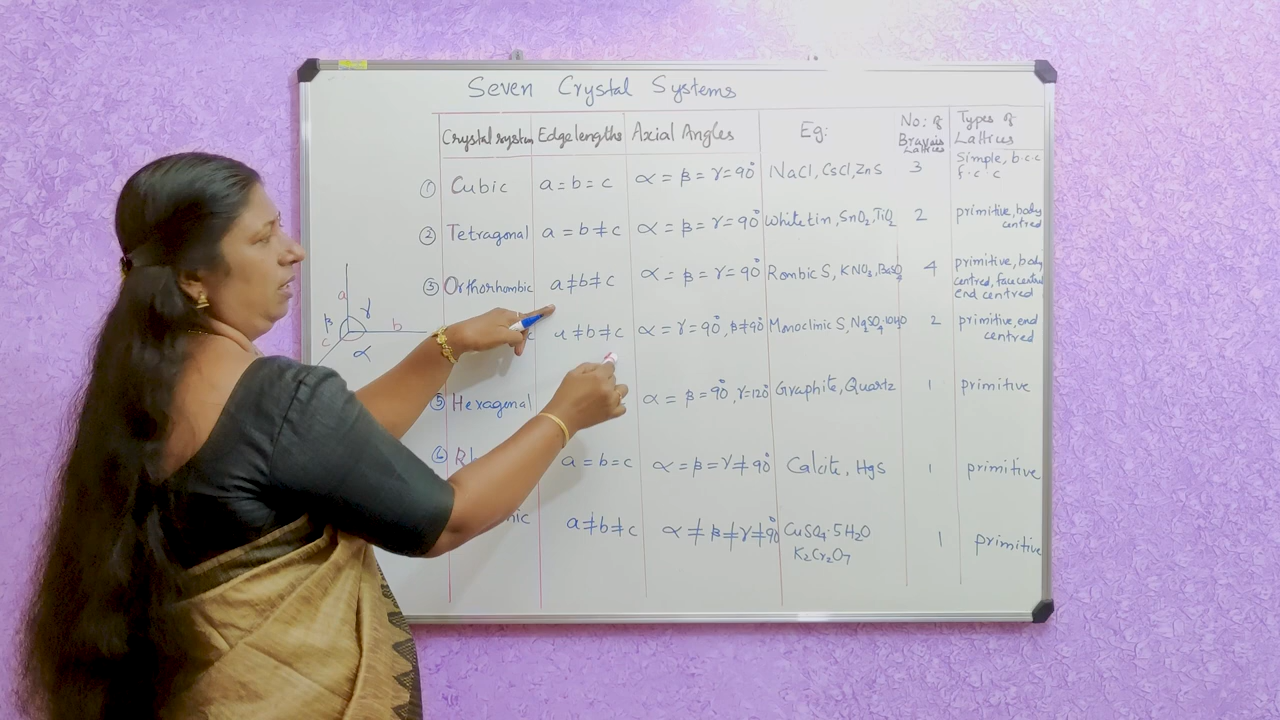 Seven Crystal Systems
Crystal system Edge lengths Axial Angles Eg: No: of Bravais Lattices Types of Lattices
① Cubic a = b = c α = β = γ = 90° NaCl, CsCl, ZnS 3 Simple, b.c.c f.c.c
② Tetragonal a = b ≠ c α = β = γ = 90° White tin, SnO₂, TiO₂ 2 primitive, body centred
③ Orthorhombic a ≠ b ≠ c α = β = γ = 90° Rombic S, KNO₃, BaSO₄ 4 primitive, body centred, face centred end centred
c a ≠ b ≠ c α = γ = 90°, β ≠ 90° Monoclinic S, Na₂SO₄·10H₂O 2 primitive, end centred
⑤ Hexagonal α = β = 90°, γ = 120° Graphite, Quartz 1 primitive
⑥ a = b = c α = β = γ ≠ 90° Calcite, HgS 1 primitive
nic a ≠ b ≠ c α ≠ β ≠ γ ≠ 90° CuSO₄·5H₂O K₂Cr₂O₇ 1 primitive
a
β γ
b
c α